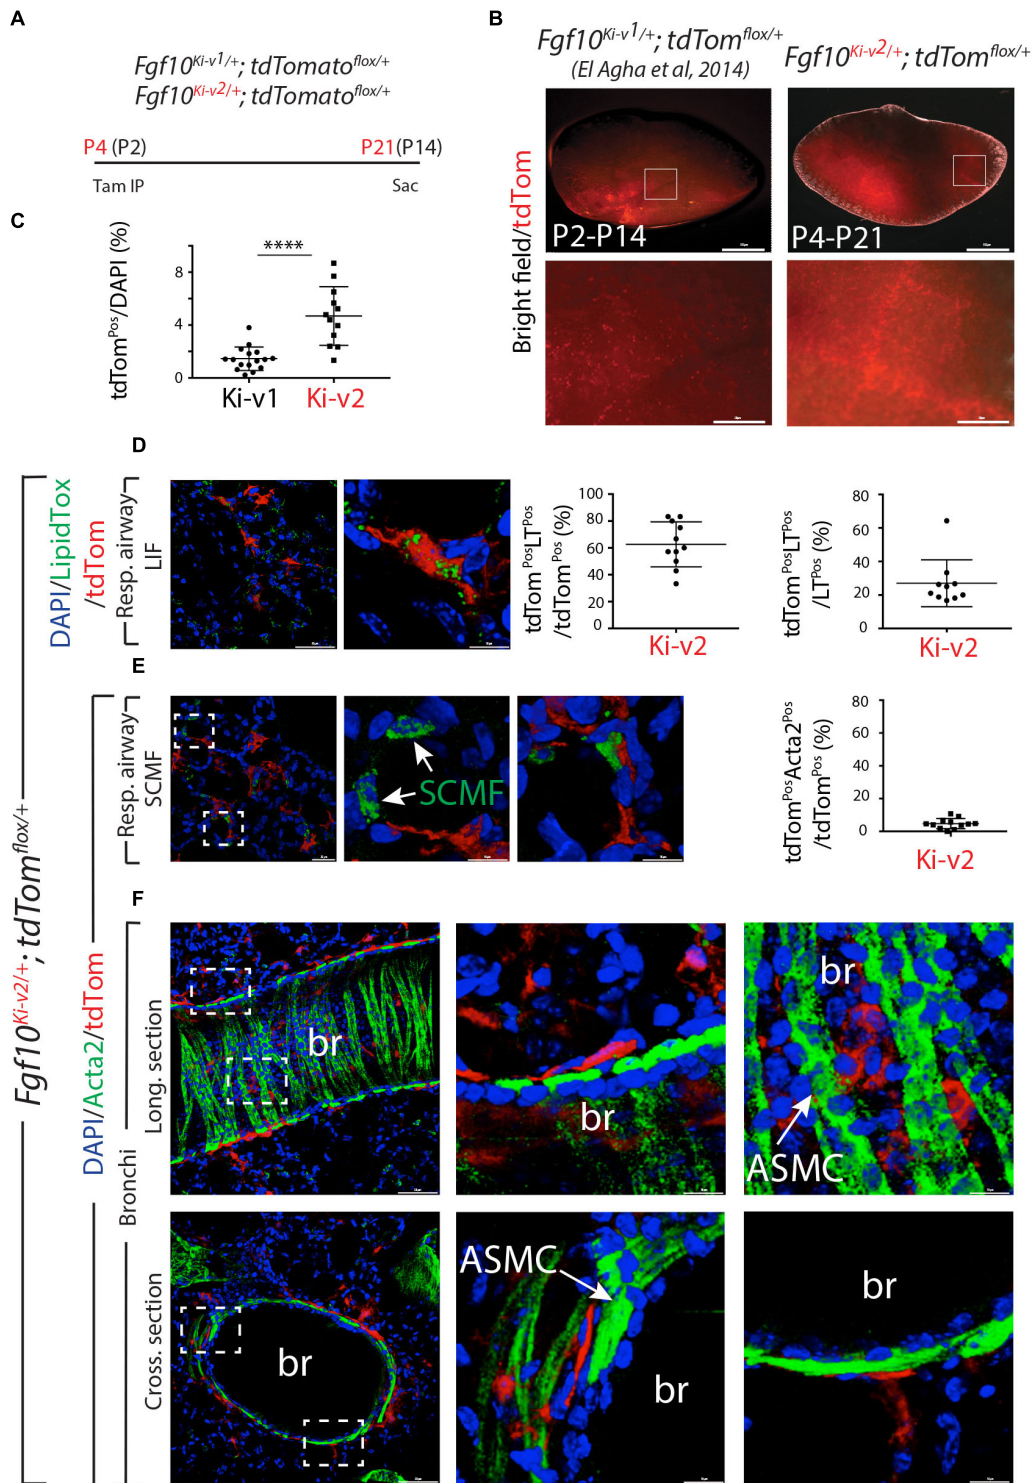 A
Fgf10Ki-v1/+; tdTomatoflox/+
Fgf10Ki-v2/+; tdTomatoflox/+
P4 (P2)
P21(P14)
Tam IP
Sac
B
Fgf10Ki-v1/+; tdTomflox/+
(El Agha et al, 2014)
Fgf10Ki-v2/+; tdTomflox/+
Bright field/tdTom
P2-P14
P4-P21
C
tdTomPos/DAPI (%)
****
8
4
0
Ki-v1
Ki-v2
Fgf10Ki-v2/+; tdTomflox/+
D
DAPI/LipidTox
/tdTom
Resp. airway
LIF
tdTomPosLTPos
/tdTomPos (%)
100
80
60
40
20
0
Ki-v2
tdTomPosLTPos
/LTPos (%)
80
60
40
20
0
Ki-v2
E
DAPI/Acta2/tdTom
Resp. airway
SCMF
SCMF
tdTomPosActa2Pos
/tdTomPos (%)
80
60
40
20
0
Ki-v2
F
Bronchi
Long. section
br
br
br
ASMC
Cross. section
br
ASMC
br
br